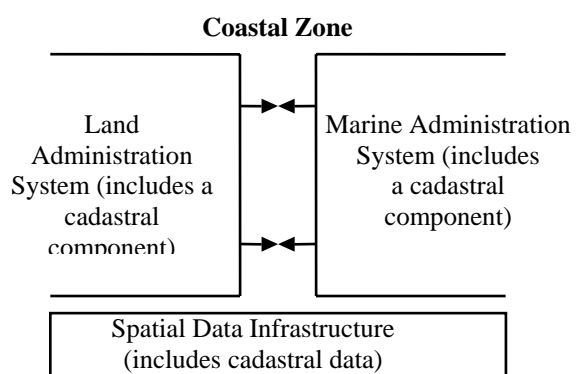 Coastal Zone
Land
Administration
System (includes a
cadastral
component)
Marine Administration
System (includes
a cadastral
component)
Spatial Data Infrastructure
(includes cadastral data)